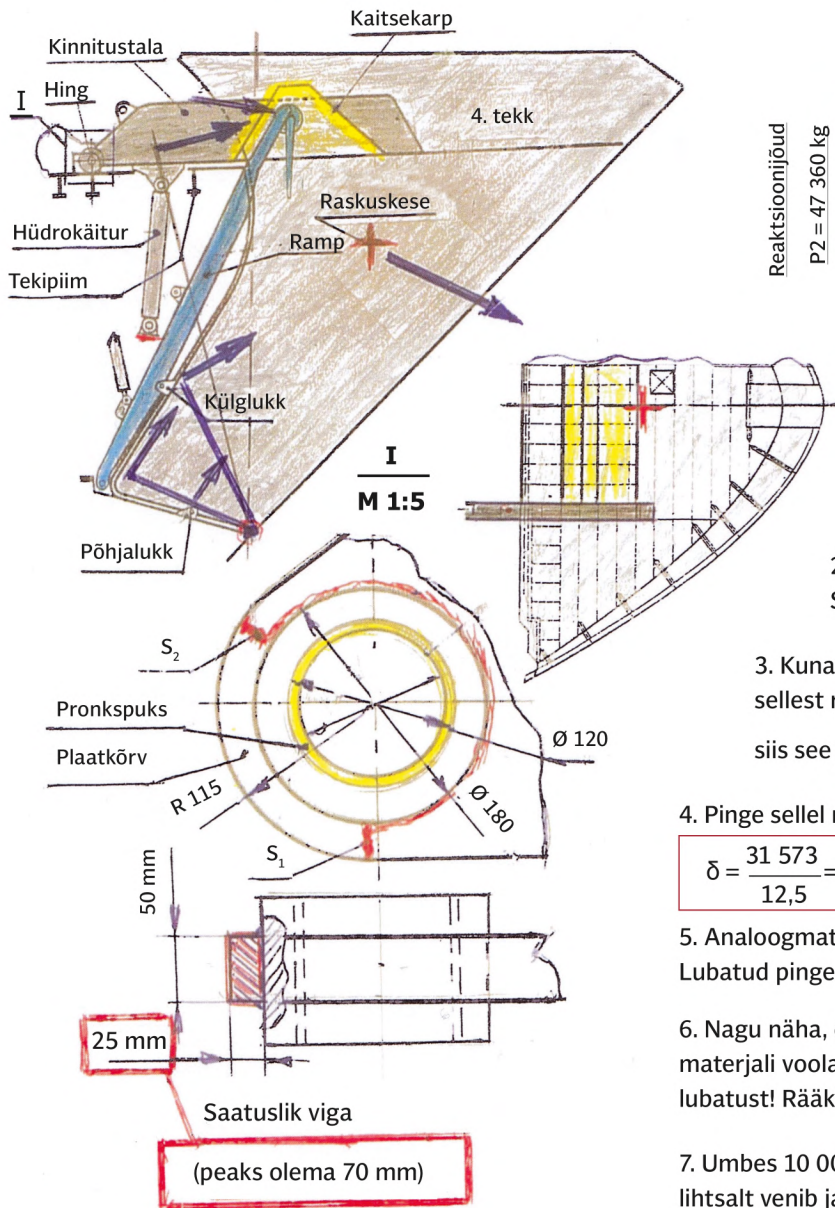 Kaitsekarp
Kinnitustala
Hing
I
4. tekk
Raskuskese
Ramp
Hüdrokäitur
Tekipiim
Külglukk
Põhjalukk
Reaktsioonijõud
P2 = 47 360 kg
I
M 1:5
S₂
Pronkspuks
Plaatkõrv
R 115
Ø 120
Ø 180
S₁
50 mm
25 mm
Saatuslik viga
(peaks olema 70 mm)
3. Kuna
sellest
siis see
4. Pinge sellel
δ = 31 573 / 12,5 =
5. Analoogmat
Lubatud pinge
6. Nagu näha,
materjali voola
lubatust! Rääk
7. Umbes 10 00
lihtsalt venib ja